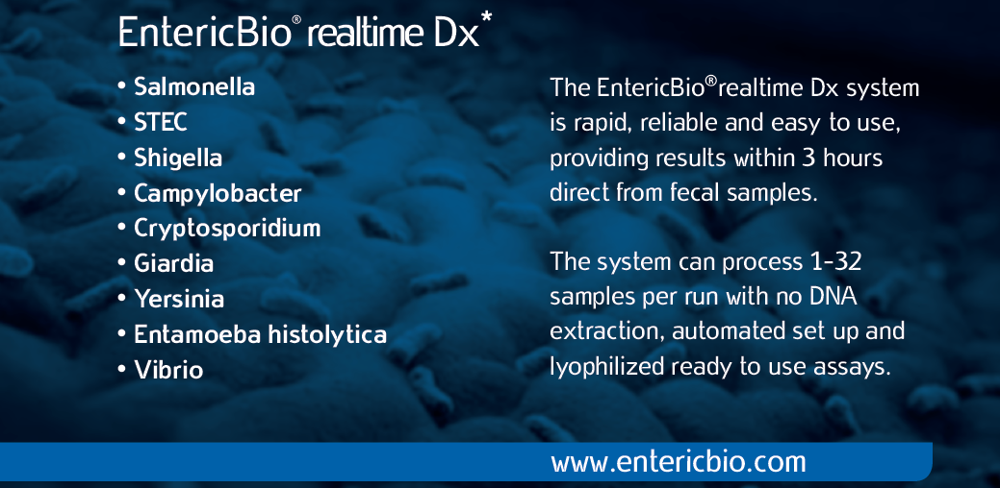 EntericBio® realtime Dx*
• Salmonella
• STEC
• Shigella
• Campylobacter
• Cryptosporidium
• Giardia
• Yersinia
• Entamoeba histolytica
• Vibrio
The EntericBio®realtime Dx system
is rapid, reliable and easy to use,
providing results within 3 hours
direct from fecal samples.
The system can process 1-32
samples per run with no DNA
extraction, automated set up and
lyophilized ready to use assays.
www.entericbio.com